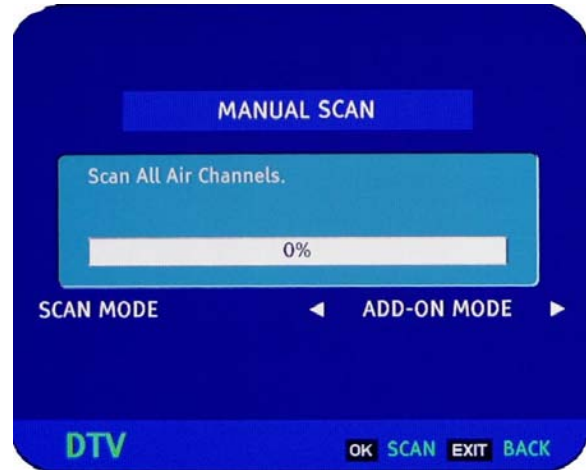 MANUAL SCAN
Scan All Air Channels.
0%
SCAN MODE ◀ ADD-ON MODE ▶
DTV OK SCAN EXIT BACK